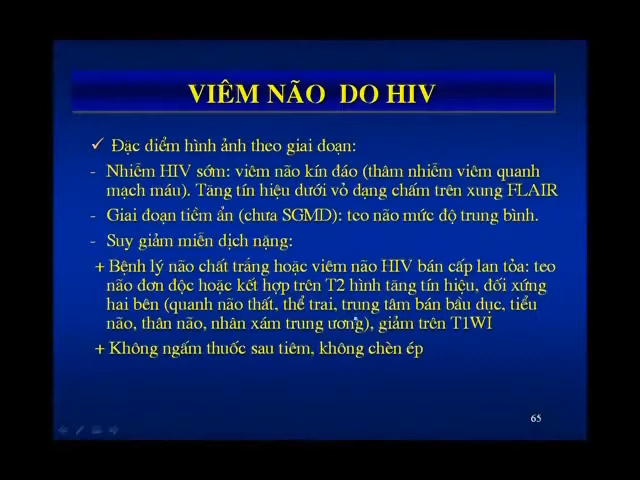 VIÊM NÃO DO HIV
✓ Đặc điểm hình ảnh theo giai đoạn:
- Nhiễm HIV sớm: viêm não kín đáo (thâm nhiễm viêm quanh
mạch máu). Tăng tín hiệu dưới vỏ dạng chấm trên xung FLAIR
- Giai đoạn tiềm ẩn (chưa SGMD): teo não mức độ trung bình.
- Suy giảm miễn dịch nặng:
+ Bệnh lý não chất trắng hoặc viêm não HIV bán cấp lan tỏa: teo
não đơn độc hoặc kết hợp trên T2 hình tăng tín hiệu, đối xứng
hai bên (quanh não thất, thể trai, trung tâm bán bầu dục, tiểu
não, thân não, nhân xám trung ương), giảm trên T1WI
+ Không ngấm thuốc sau tiêm, không chèn ép
65